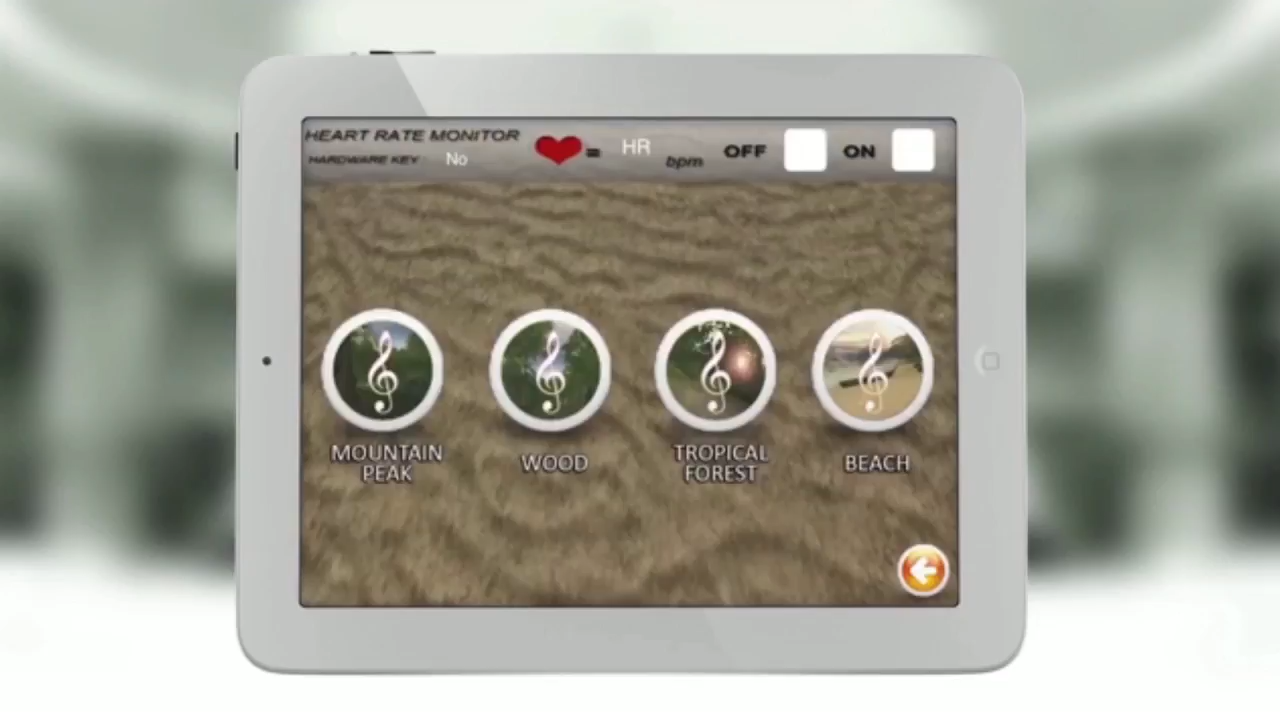 HEART RATE MONITOR
HARDWARE KEY No
= HR bpm OFF ON
MOUNTAIN PEAK
WOOD
TROPICAL FOREST
BEACH